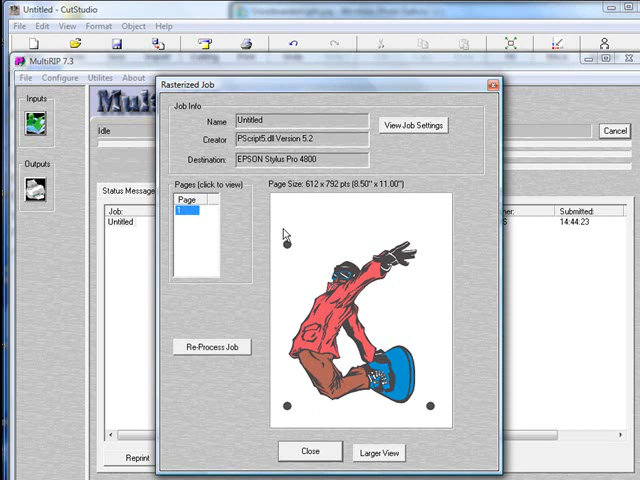 Untitled - CutStudio
File Edit View Format Object Help
MultiRIP 7.3
File Configure Utilites About
Inputs
Outputs
Idle
Cancel
Status Message
Job:
Submitted:
Untitled
14:44:23
Reprint
Rasterized Job
Job Info
Name Untitled
Creator PScript5.dll Version 5.2
Destination: EPSON Stylus Pro 4800
View Job Settings
Pages (click to view)
Page
1
Page Size: 612 x 792 pts (8.50" x 11.00")
Re-Process Job
Close
Larger View